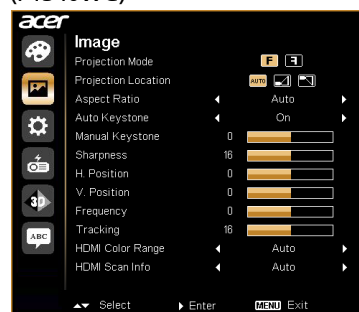 acer
Image
Projection Mode F F
Projection Location AUTO
Aspect Ratio Auto
Auto Keystone On
Manual Keystone 0
Sharpness 16
H. Position 0
V. Position 0
Frequency 0
Tracking 16
HDMI Color Range Auto
HDMI Scan Info Auto
3D
ABC
Select Enter MENU Exit